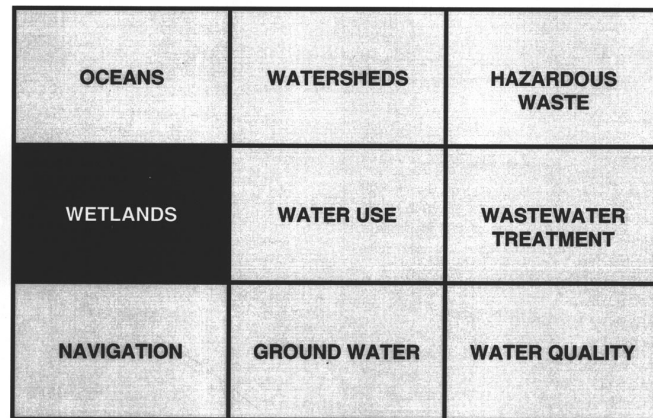 OCEANS
WATERSHEDS
HAZARDOUS
WASTE
WETLANDS
WATER USE
WASTEWATER
TREATMENT
NAVIGATION
GROUND WATER
WATER QUALITY